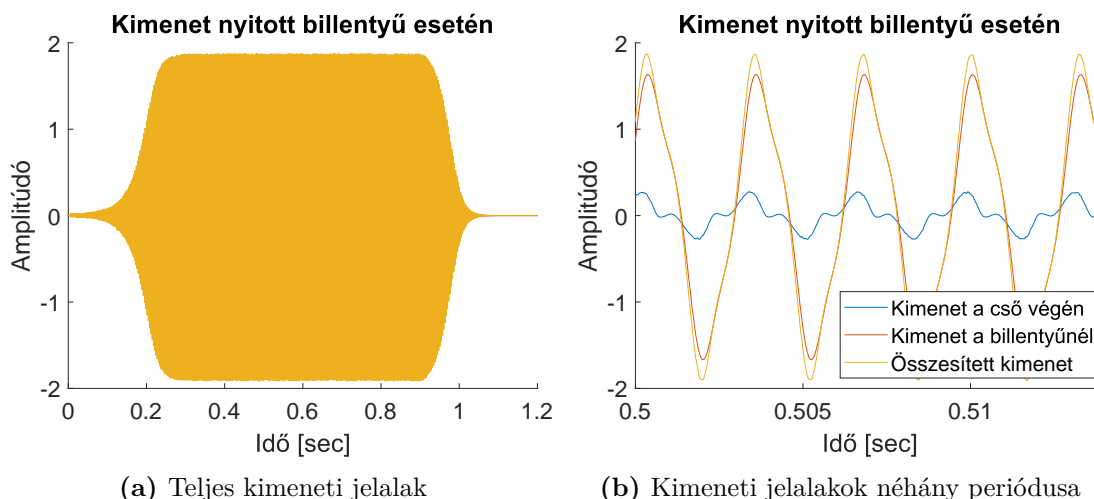 Kimenet nyitott billentyű esetén
2
1
0
-1
-2
Amplitúdó
0
0.2
0.4
0.6
0.8
1
1.2
Idő [sec]
(a) Teljes kimeneti jelalak
Kimenet nyitott billentyű esetén
2
1
0
-1
-2
Amplitúdó
Kimenet a cső végén
Kimenet a billentyűnél
Összesített kimenet
0.5
0.505
0.51
Idő [sec]
(b) Kimeneti jelalakok néhány periódusa